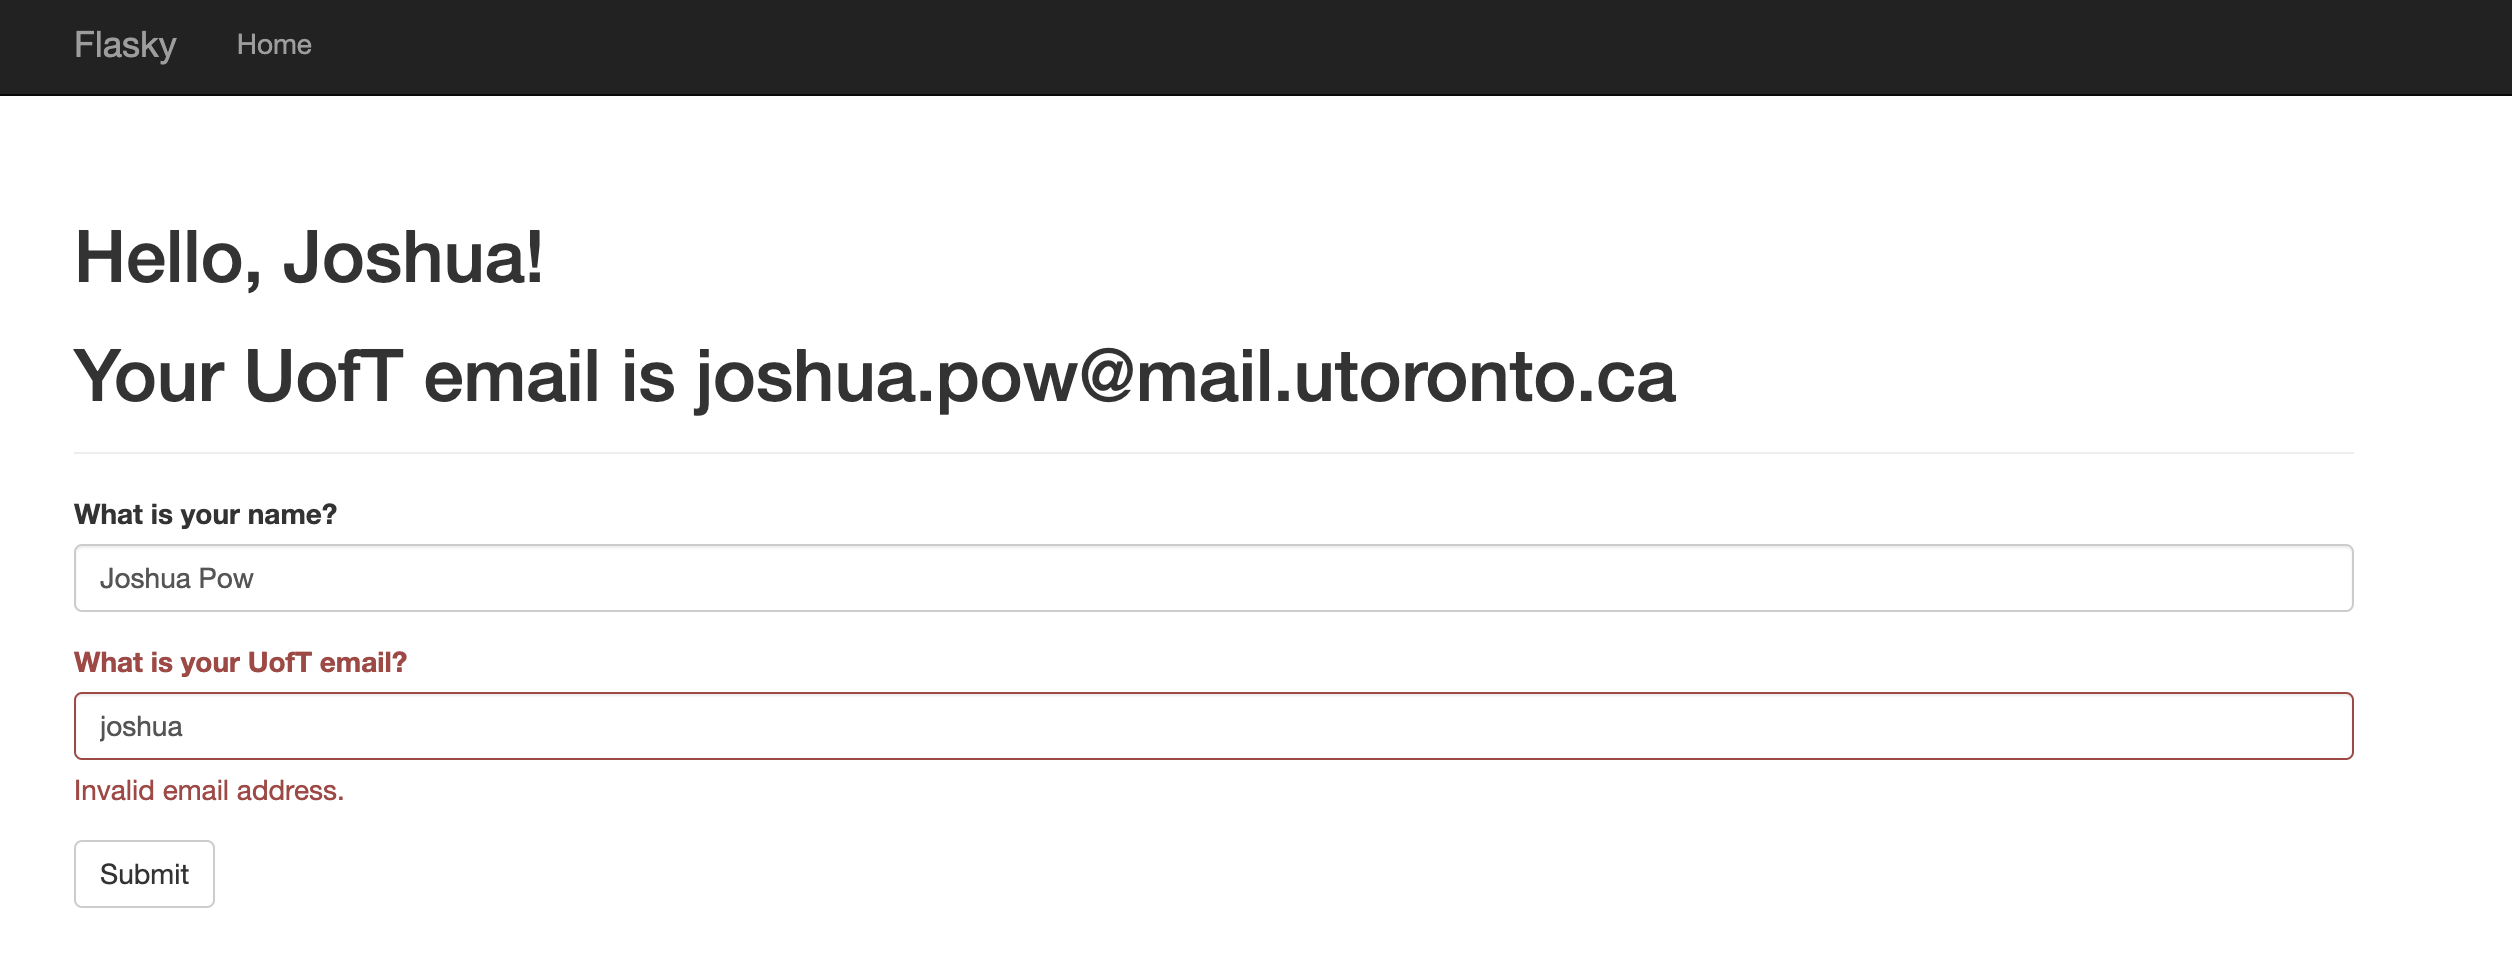 Flasky Home
Hello, Joshua!
Your UofT email is joshua.pow@mail.utoronto.ca
What is your name?
Joshua Pow
What is your UofT email?
joshua
Invalid email address.
Submit